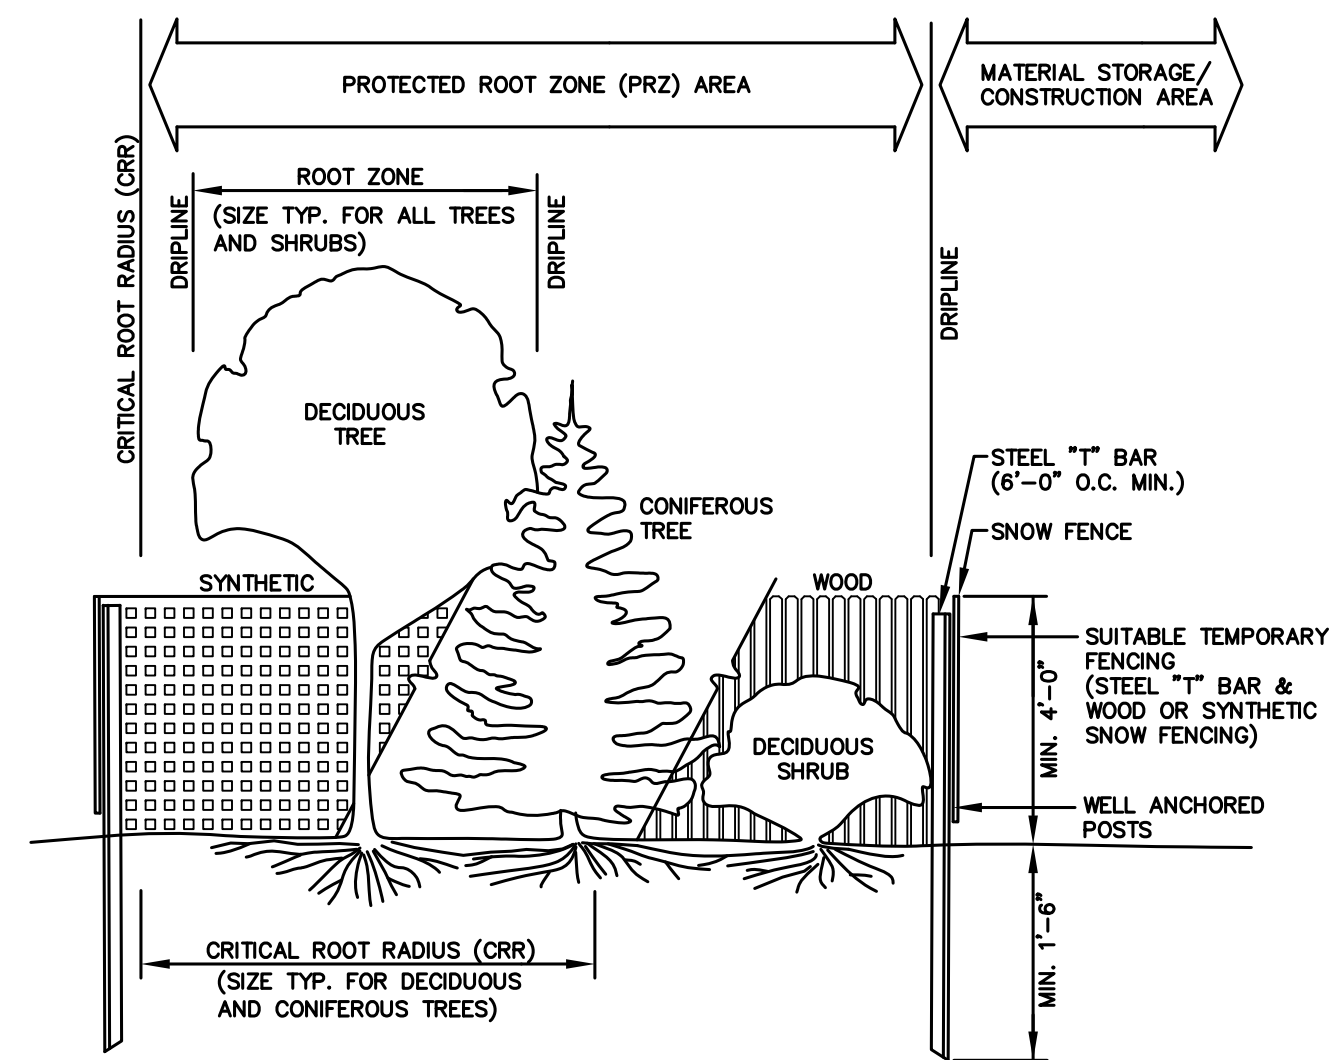 PROTECTED ROOT ZONE (PRZ) AREA
MATERIAL STORAGE/
CONSTRUCTION AREA
CRITICAL ROOT RADIUS (CRR)
DRIPLINE
ROOT ZONE
(SIZE TYP. FOR ALL TREES
AND SHRUBS)
DRIPLINE
DRIPLINE
DECIDUOUS
TREE
CONIFEROUS
TREE
STEEL "T" BAR
(6'-0" O.C. MIN.)
SNOW FENCE
SYNTHETIC
WOOD
SUITABLE TEMPORARY
FENCING
(STEEL "T" BAR &
WOOD OR SYNTHETIC
SNOW FENCING)
MIN. 4'-0"
DECIDUOUS
SHRUB
WELL ANCHORED
POSTS
MIN. 1'-6"
CRITICAL ROOT RADIUS (CRR)
(SIZE TYP. FOR DECIDUOUS
AND CONIFEROUS TREES)